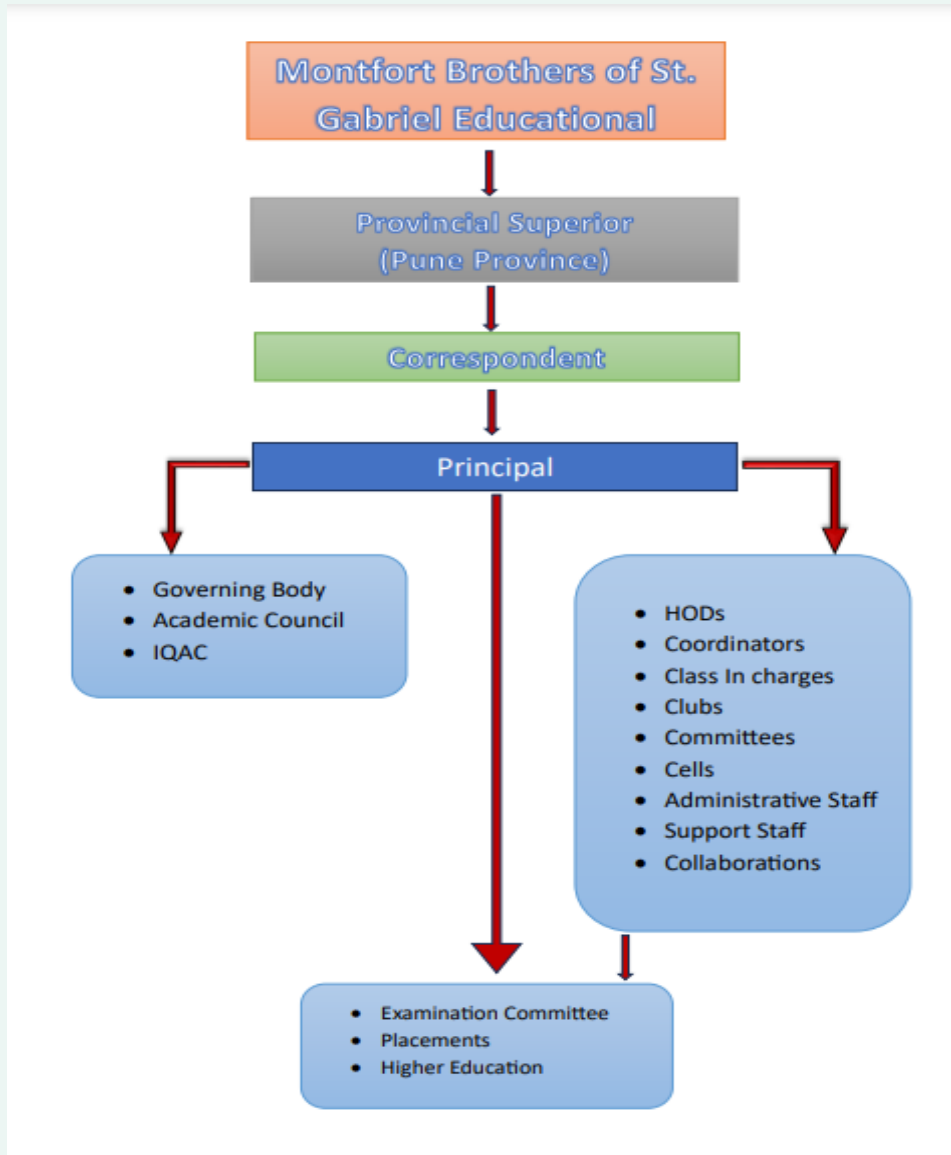 Montfort Brothers of St.
Gabriel Educational
Provincial Superior
(Pune Province)
Correspondent
Principal
• Governing Body
• Academic Council
• IQAC
• HODs
• Coordinators
• Class In charges
• Clubs
• Committees
• Cells
• Administrative Staff
• Support Staff
• Collaborations
• Examination Committee
• Placements
• Higher Education